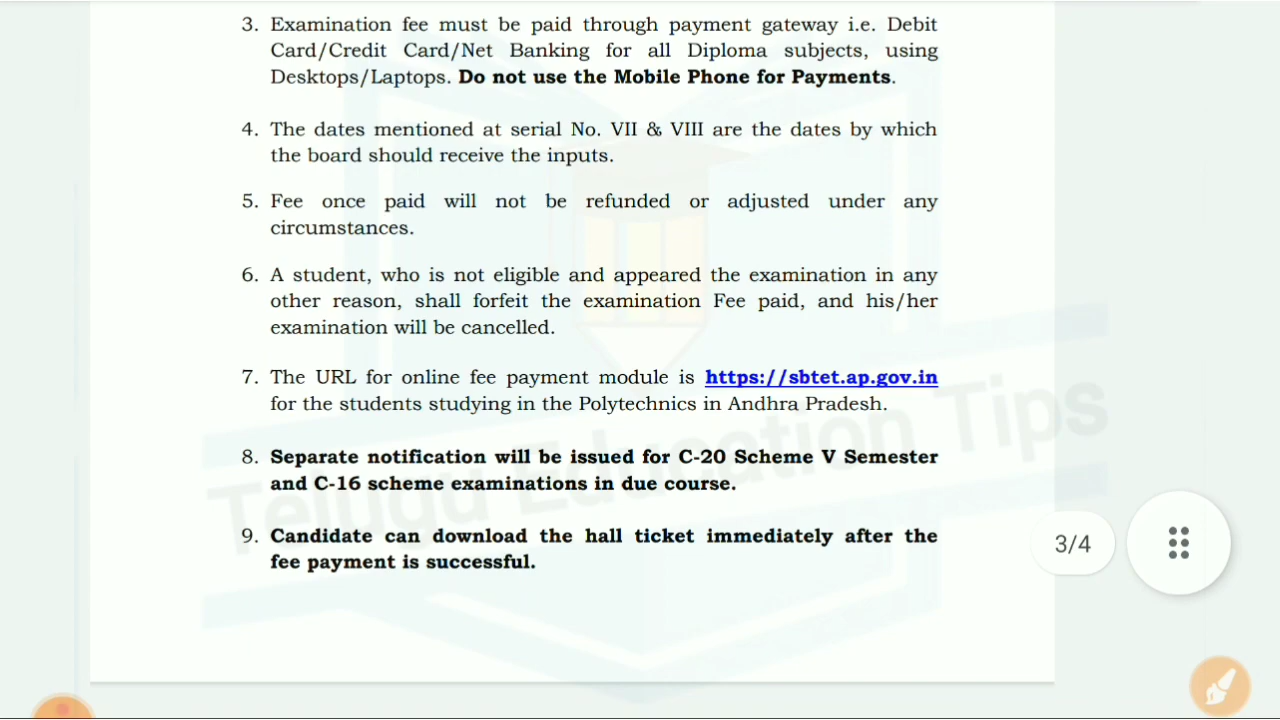 3. Examination fee must be paid through payment gateway i.e. Debit
Card/Credit Card/Net Banking for all Diploma subjects, using
Desktops/Laptops. Do not use the Mobile Phone for Payments.
4. The dates mentioned at serial No. VII & VIII are the dates by which
the board should receive the inputs.
5. Fee once paid will not be refunded or adjusted under any
circumstances.
6. A student, who is not eligible and appeared the examination in any
other reason, shall forfeit the examination Fee paid, and his/her
examination will be cancelled.
7. The URL for online fee payment module is https://sbtet.ap.gov.in
for the students studying in the Polytechnics in Andhra Pradesh.
8. Separate notification will be issued for C-20 Scheme V Semester
and C-16 scheme examinations in due course.
9. Candidate can download the hall ticket immediately after the
fee payment is successful.
3/4
Telugu Education Tips